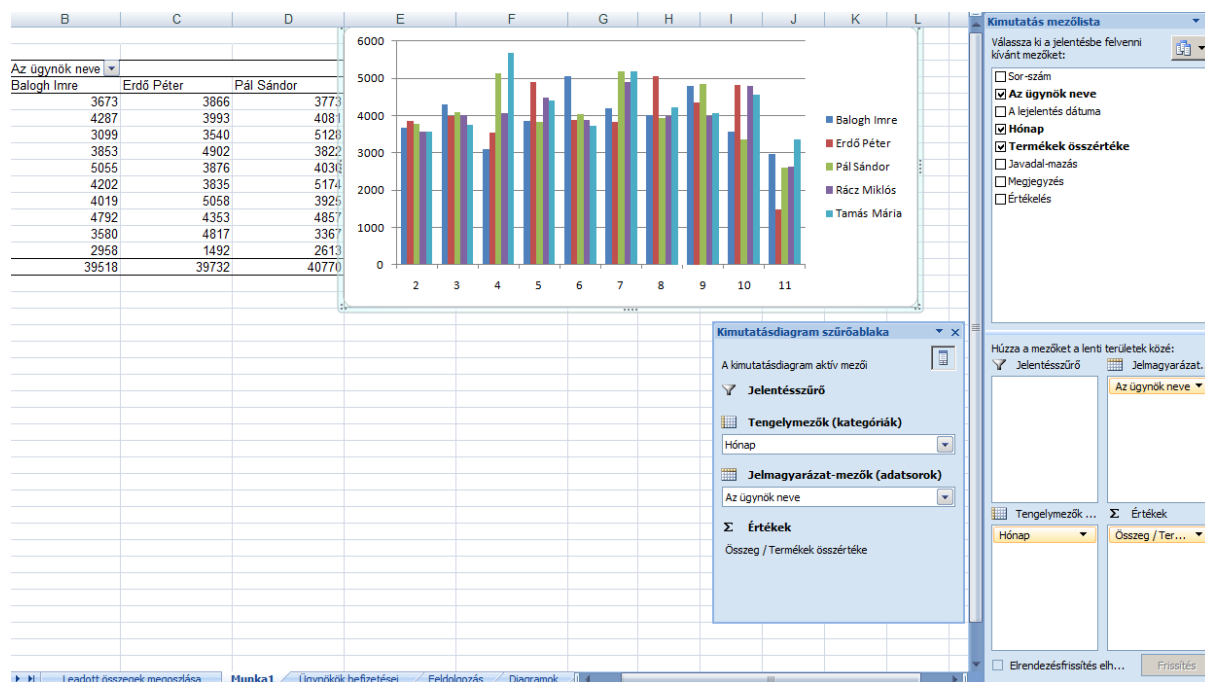 B C D E F G H I J K L
Az ügynök neve
Balogh Imre Erdő Péter Pál Sándor
3673 3866 3773
4287 3993 4081
3099 3540 5128
3853 4902 3822
5055 3876 4036
4202 3835 5174
4019 5058 3925
4792 4353 4857
3580 4817 3367
2958 1492 2613
39518 39732 40770
6000
5000
4000
3000
2000
1000
0
2 3 4 5 6 7 8 9 10 11
Balogh Imre
Erdő Péter
Pál Sándor
Rácz Miklós
Tamás Mária
Kimutatásdiagram szűrőablaka
A kimutatásdiagram aktív mezői
Jelentésszűrő
Tengelymezők (kategóriák)
Hónap
Jelmagyarázat-mezők (adatsorok)
Az ügynök neve
Σ Értékek
Összeg / Termékek összértéke
Kimutatás mezőlista
Válassza ki a jelentésbe felvenni
kívánt mezőket:
Sor-szám
Az ügynök neve
A lejelentés dátuma
Hónap
Termékek összértéke
Javadal-mazás
Megjegyzés
Értékelés
Húzza a mezőket a lenti területek közé:
Jelentésszűrő Jelmagyarázat...
Az ügynök neve
Tengelymezők ... Σ Értékek
Hónap Összeg / Ter...
Elrendezésfrissítés elh... Frissítés
Leadott összegek megoszlása Munka1 Ügynökök befizetései Feldolgozás Diagramok